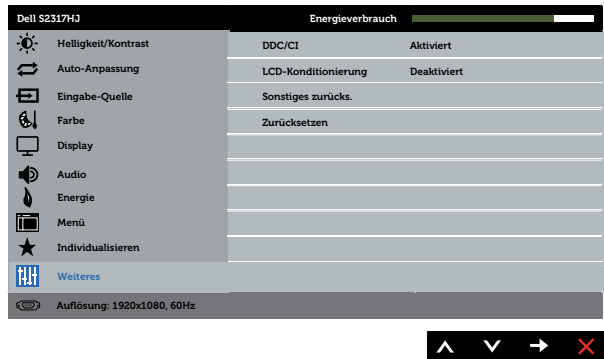 Dell S2317HJ Energieverbrauch
Helligkeit/Kontrast DDC/CI Aktiviert
Auto-Anpassung LCD-Konditionierung Deaktiviert
Eingabe-Quelle Sonstiges zurücks.
Farbe Zurücksetzen
Display
Audio
Energie
Menü
Individualisieren
Weiteres
Auflösung: 1920x1080, 60Hz